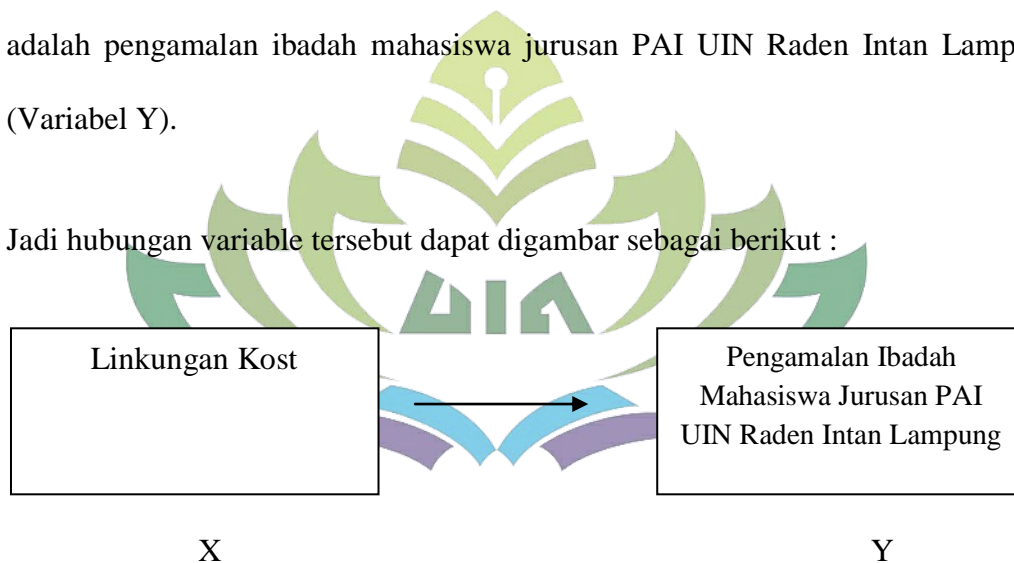 adalah pengamalan ibadah mahasiswa jurusan PAI UIN Raden Intan Lamp
(Variabel Y).
Jadi hubungan variable tersebut dapat digambar sebagai berikut :
UIN
Linkungan Kost
Pengamalan Ibadah
Mahasiswa Jurusan PAI
UIN Raden Intan Lampung
X Y